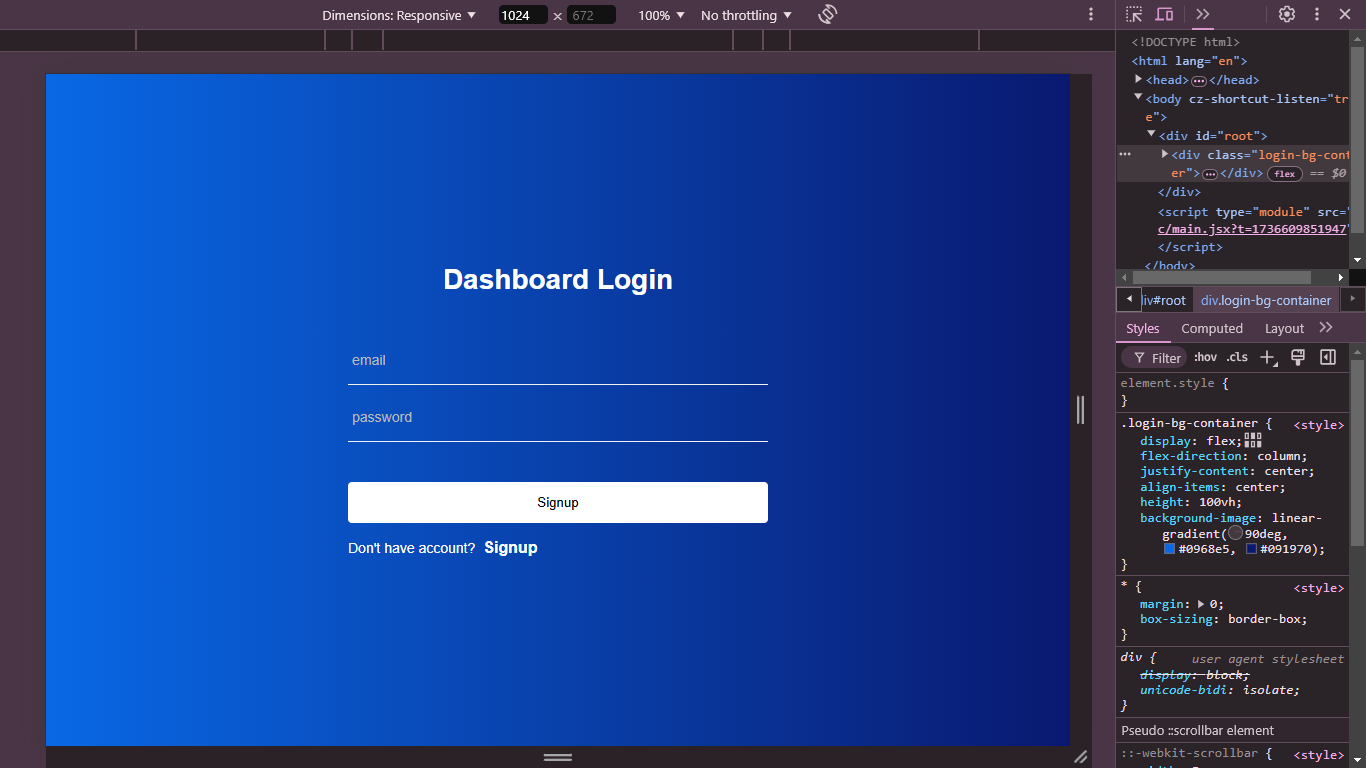 Dimensions: Responsive ▼ 1024 x 672 100% ▼ No throttling ▼
<!DOCTYPE html>
<html lang="en">
<head>…</head>
<body cz-shortcut-listen="tr
e">
<div id="root">
<div class="login-bg-cont
er">…</div> flex == $0
</div>
<script type="module" src="
c/main.jsx?t=1736609851947"
</script>
</body>
div#root div.login-bg-container
Styles Computed Layout
Filter :hov .cls
element.style {
}
.login-bg-container { <style>
display: flex;
flex-direction: column;
justify-content: center;
align-items: center;
height: 100vh;
background-image: linear-
gradient(90deg,
#0968e5, #091970);
}
* { <style>
margin: 0;
box-sizing: border-box;
}
div { user agent stylesheet
display: block;
unicode-bidi: isolate;
}
Pseudo ::scrollbar element
::-webkit-scrollbar { <style>
Dashboard Login
email
password
Signup
Don't have account? Signup